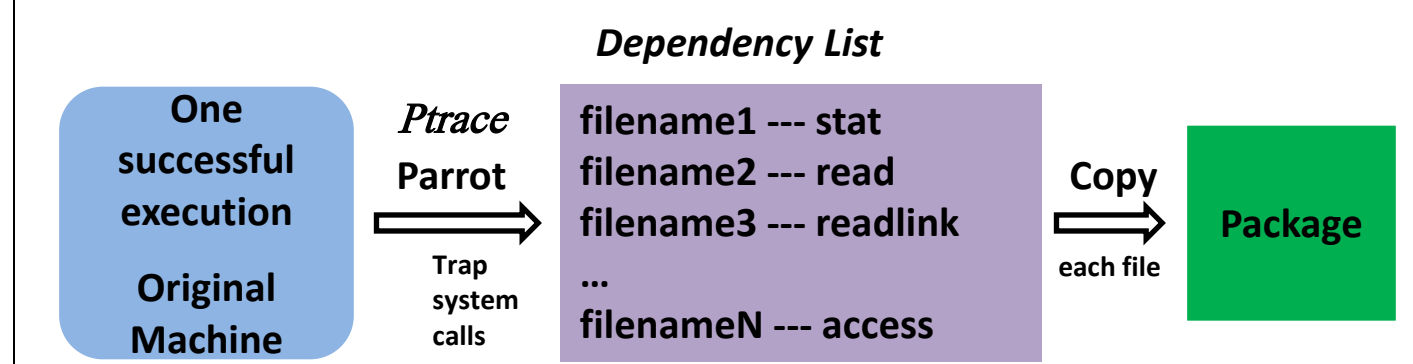 Dependency List
One
successful
execution
Original
Machine
Ptrace
Parrot
Trap
system
calls
filename1 --- stat
filename2 --- read
filename3 --- readlink
…
filenameN --- access
Copy
each file
Package